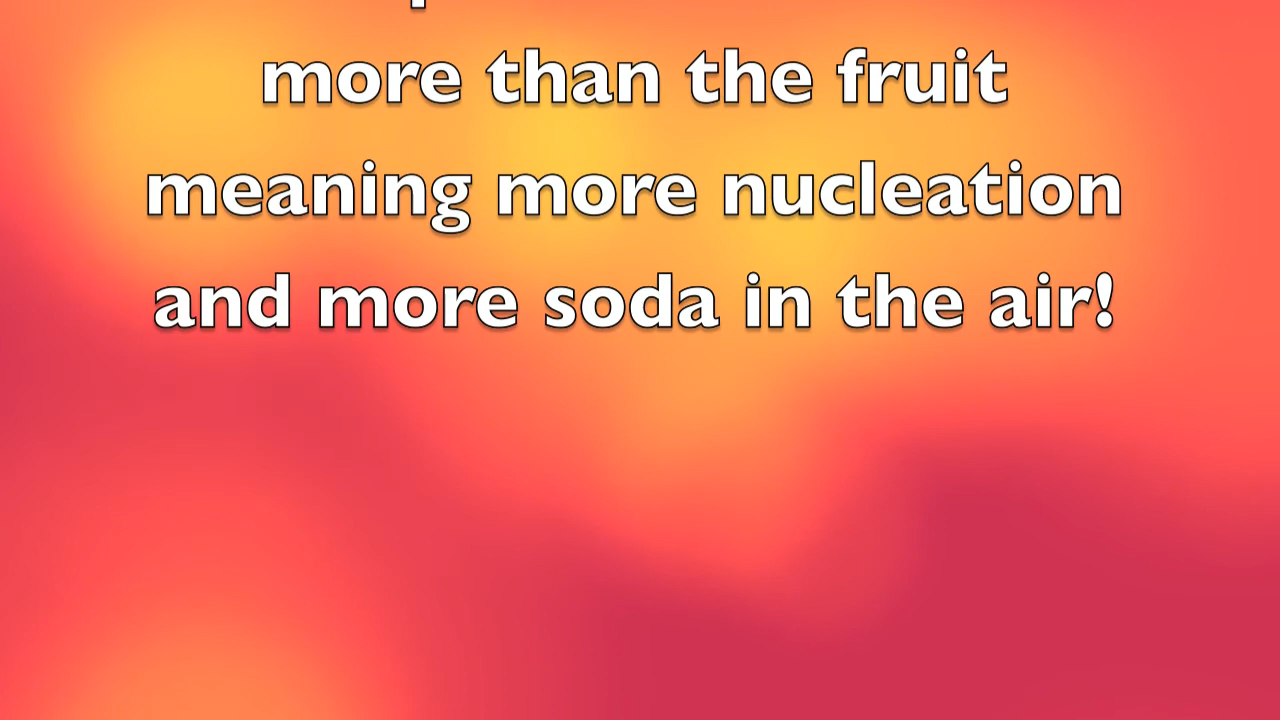 more than the fruit
meaning more nucleation
and more soda in the air!